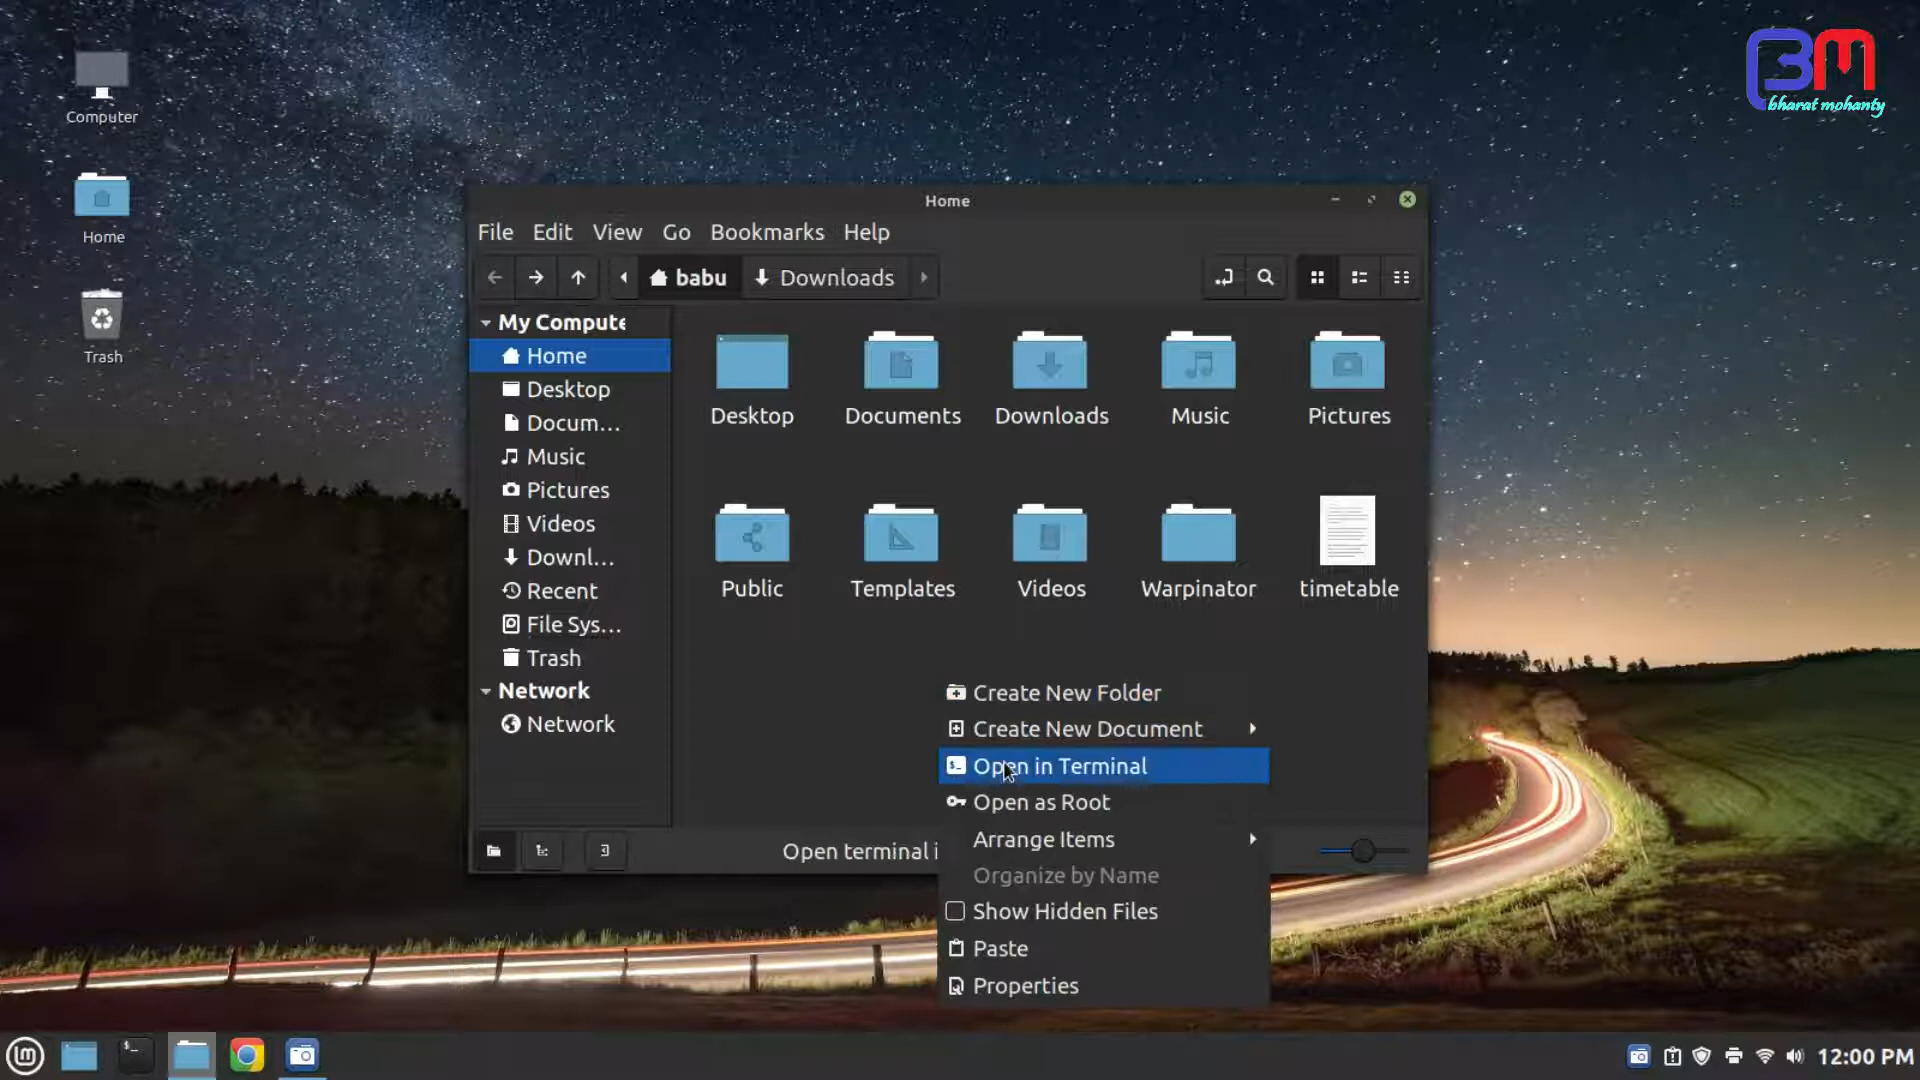 Computer
Home
Trash
BM
bharat mohanty
Home
File Edit View Go Bookmarks Help
babu Downloads
My Compute
Home
Desktop
Docum...
Music
Pictures
Videos
Downl...
Recent
File Sys...
Trash
Network
Network
Desktop Documents Downloads Music Pictures
Public Templates Videos Warpinator timetable
Create New Folder
Create New Document
Open in Terminal
Open as Root
Arrange Items
Organize by Name
Show Hidden Files
Paste
Properties
Open terminal i
12:00 PM